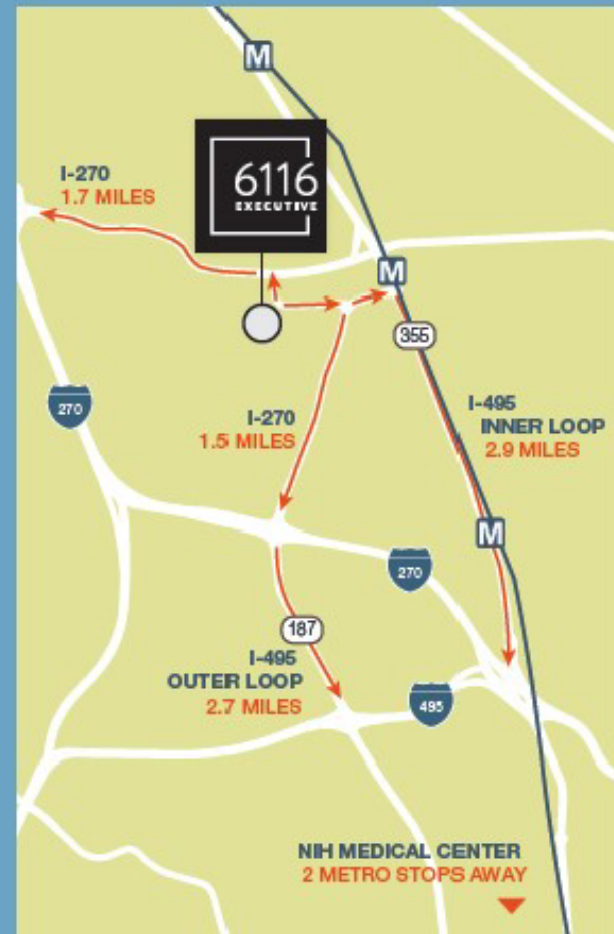 M
I-270
1.7 MILES
6116
EXECUTIVE
M
355
270
I-270
1.5 MILES
I-495
INNER LOOP
2.9 MILES
M
270
187
I-495
OUTER LOOP
2.7 MILES
495
NIH MEDICAL CENTER
2 METRO STOPS AWAY